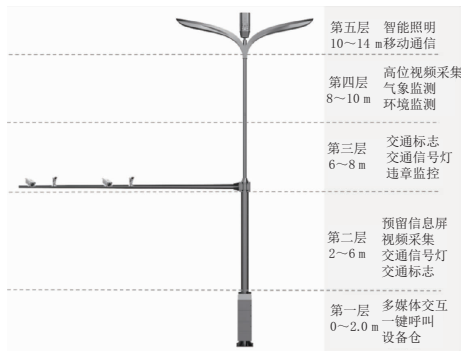 第五层 智能照明
10～14 m 移动通信
高位视频采集
第四层 气象监测
8～10 m 环境监测
交通标志
第三层 交通信号灯
6～8 m 违章监控
预留信息屏
第二层 视频采集
2～6 m 交通信号灯
交通标志
第一层 多媒体交互
0～2.0 m 一键呼叫
设备仓